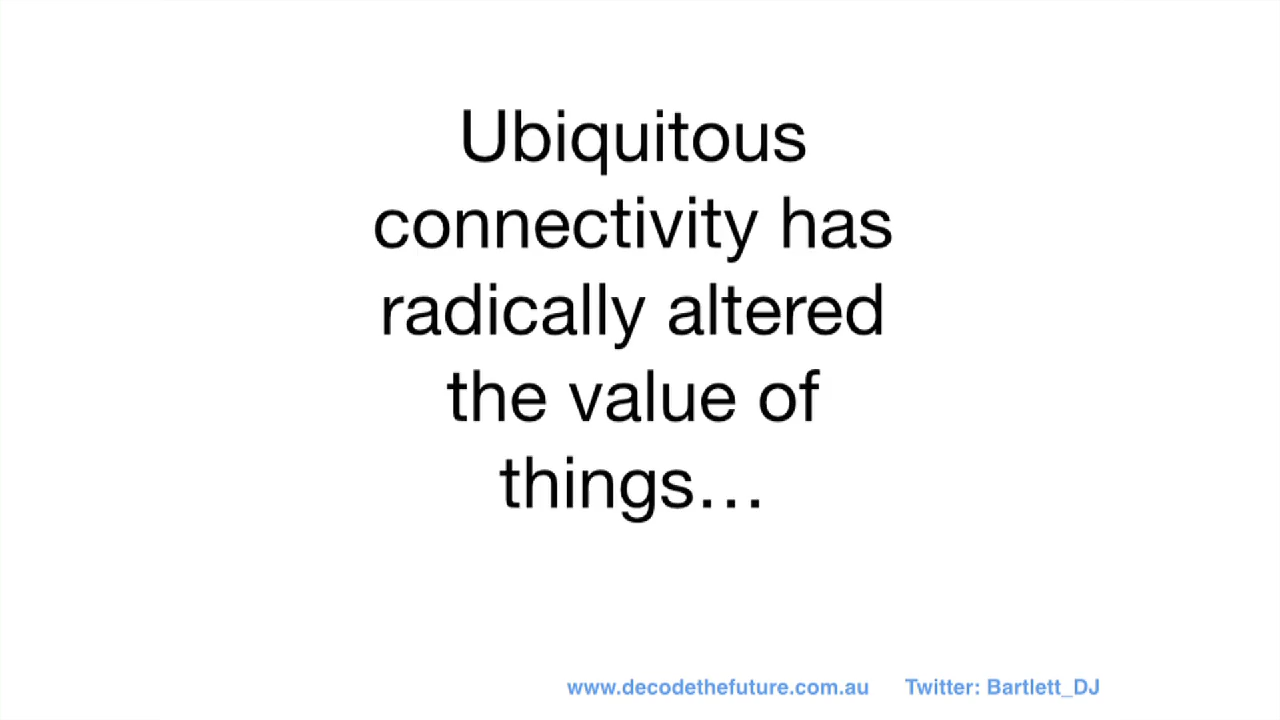 Ubiquitous
connectivity has
radically altered
the value of
things…
www.decodethefuture.com.au Twitter: Bartlett_DJ